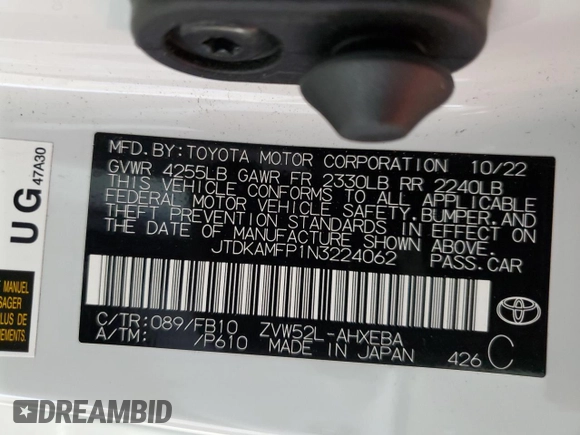 MFD. BY: TOYOTA MOTOR CORPORATION 10/22
GVWR 4255LB GAWR FR 2330LB RR 2240LB
THIS VEHICLE CONFORMS TO ALL APPLICABLE
FEDERAL MOTOR VEHICLE SAFETY, BUMPER, AND
THEFT PREVENTION STANDARDS IN EFFECT ON
THE DATE OF MANUFACTURE SHOWN ABOVE.
JTDKAMFP1N3224062 PASS.CAR
C/TR: 089/FB10 ZVW52L-AHXEBA
A/TM: /P610 MADE IN JAPAN 426 C
TOYOTA
UG
47A30
MANUEL
SAGER
PLUS DE
EMENTS.
DREAMBID